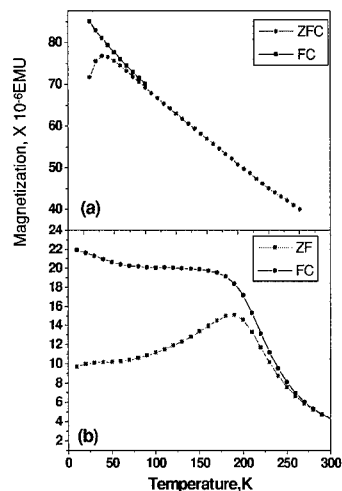 ZFC
FC
80
70
60
50
40
Magnetization, X 10⁻⁶EMU
(a)
24
22
20
18
16
14
12
10
8
6
4
2
ZF
FC
(b)
0 50 100 150 200 250 300
Temperature,K